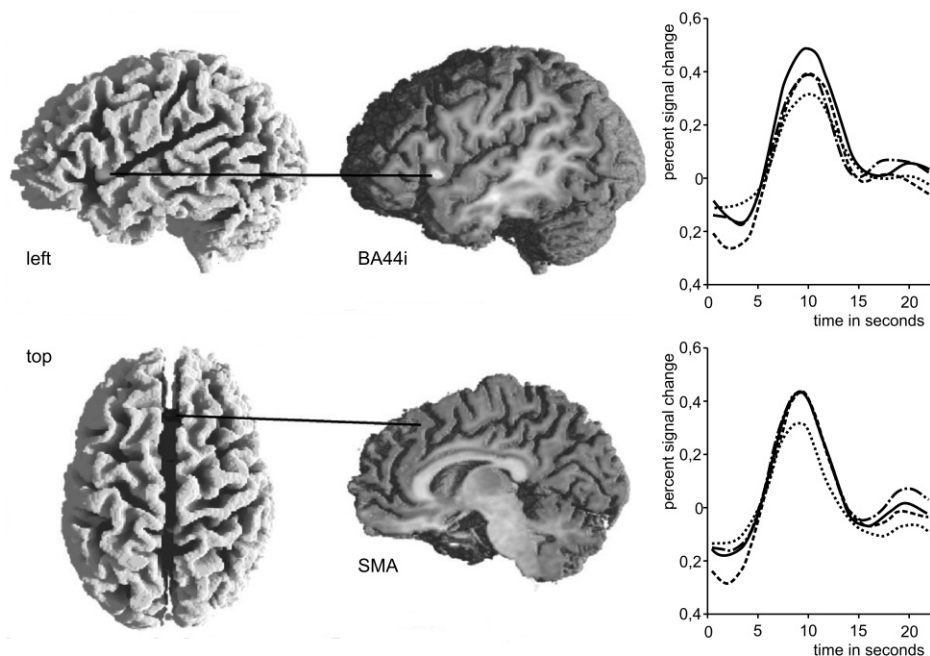 left
BA44i
percent signal change
0,6
0,4
0,2
0
0,2
0,4
0 5 10 15 20
time in seconds
top
SMA
percent signal change
0,6
0,4
0,2
0
0,2
0,4
0 5 10 15 20
time in seconds